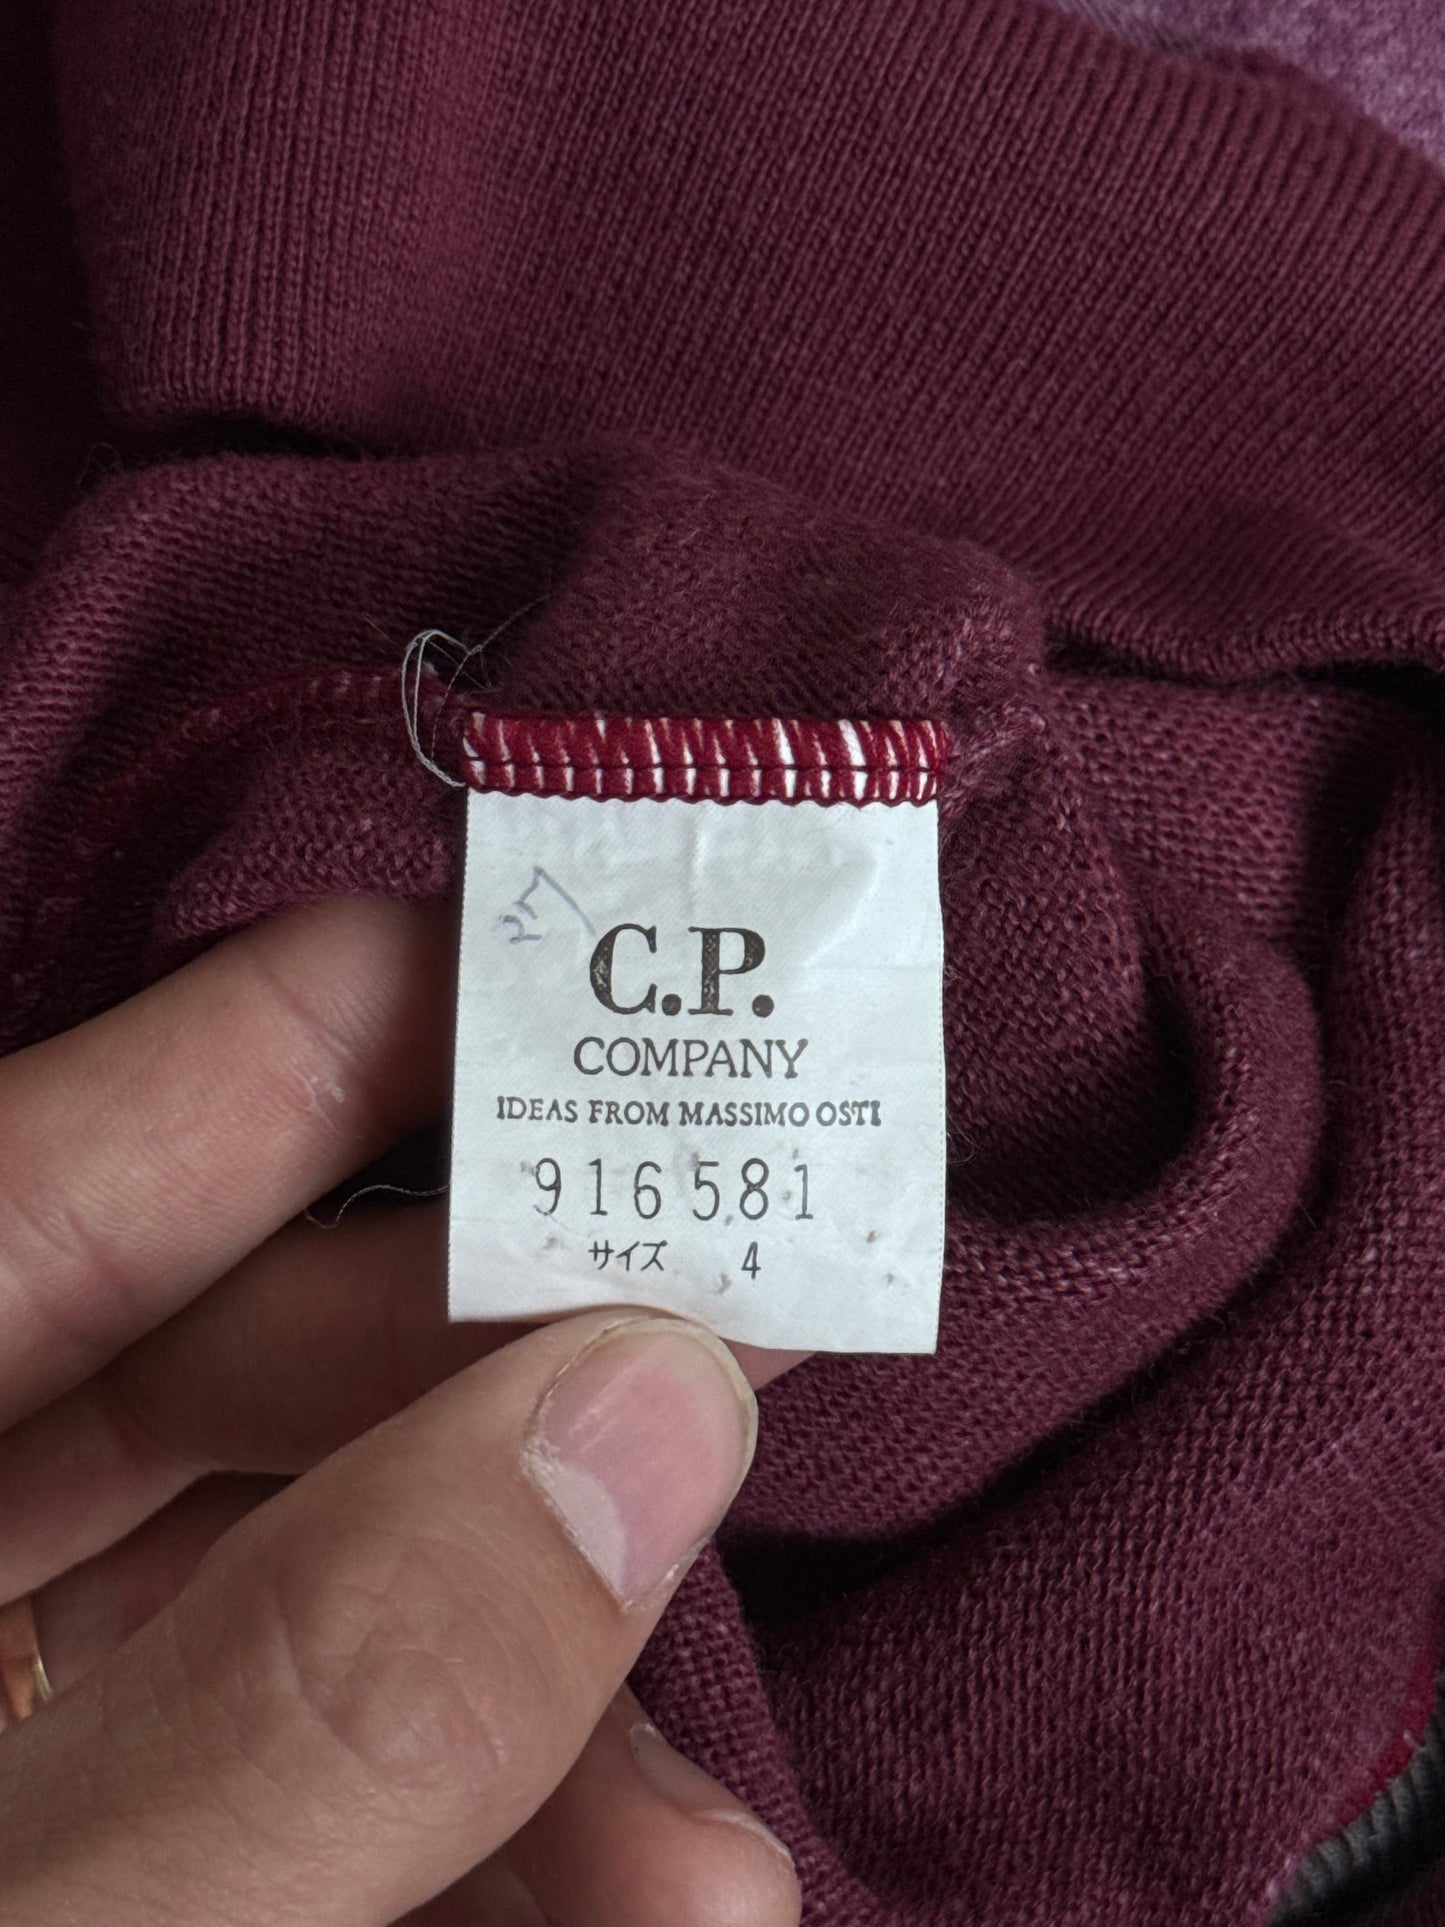 C.P.
COMPANY
IDEAS FROM MASSIMO OSTI
916581
サイズ 4